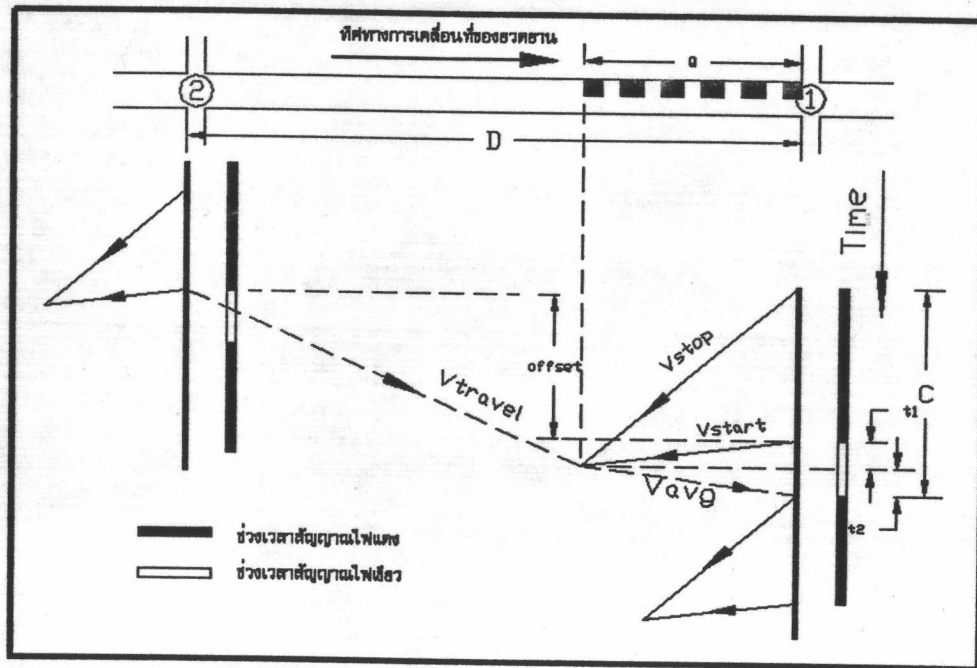 ทิศทางการเคลื่อนที่ของยวดยาน
Q
2
1
D
Time
Vstop
offset
C
Vtravel
t1
Vstart
Vavg
t2
ช่วงเวลาสัญญาณไฟแดง
ช่วงเวลาสัญญาณไฟเขียว